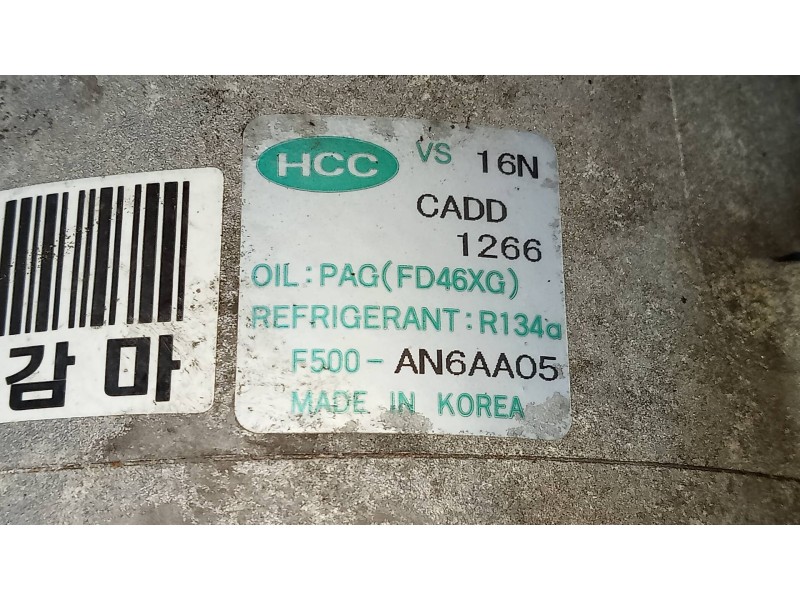 HCC VS 16N
CADD
1266
OIL:PAG(FD46XG)
REFRIGERANT:R134a
F500-AN6AA05
MADE IN KOREA
감마